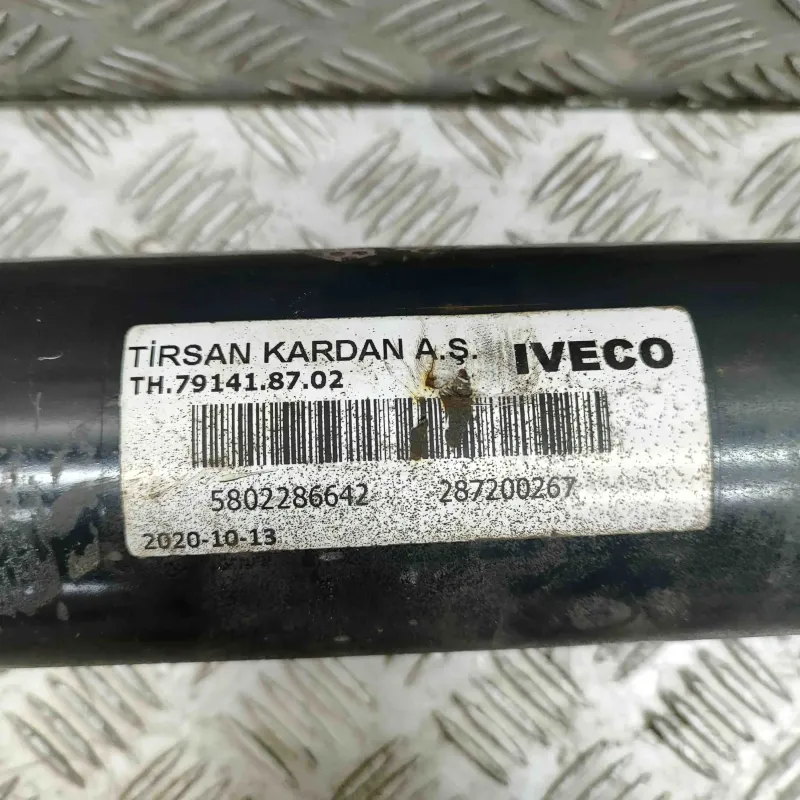 TİRSAN KARDAN A.Ş. IVECO
TH.79141.87.02
5802286642 287200267
2020-10-13